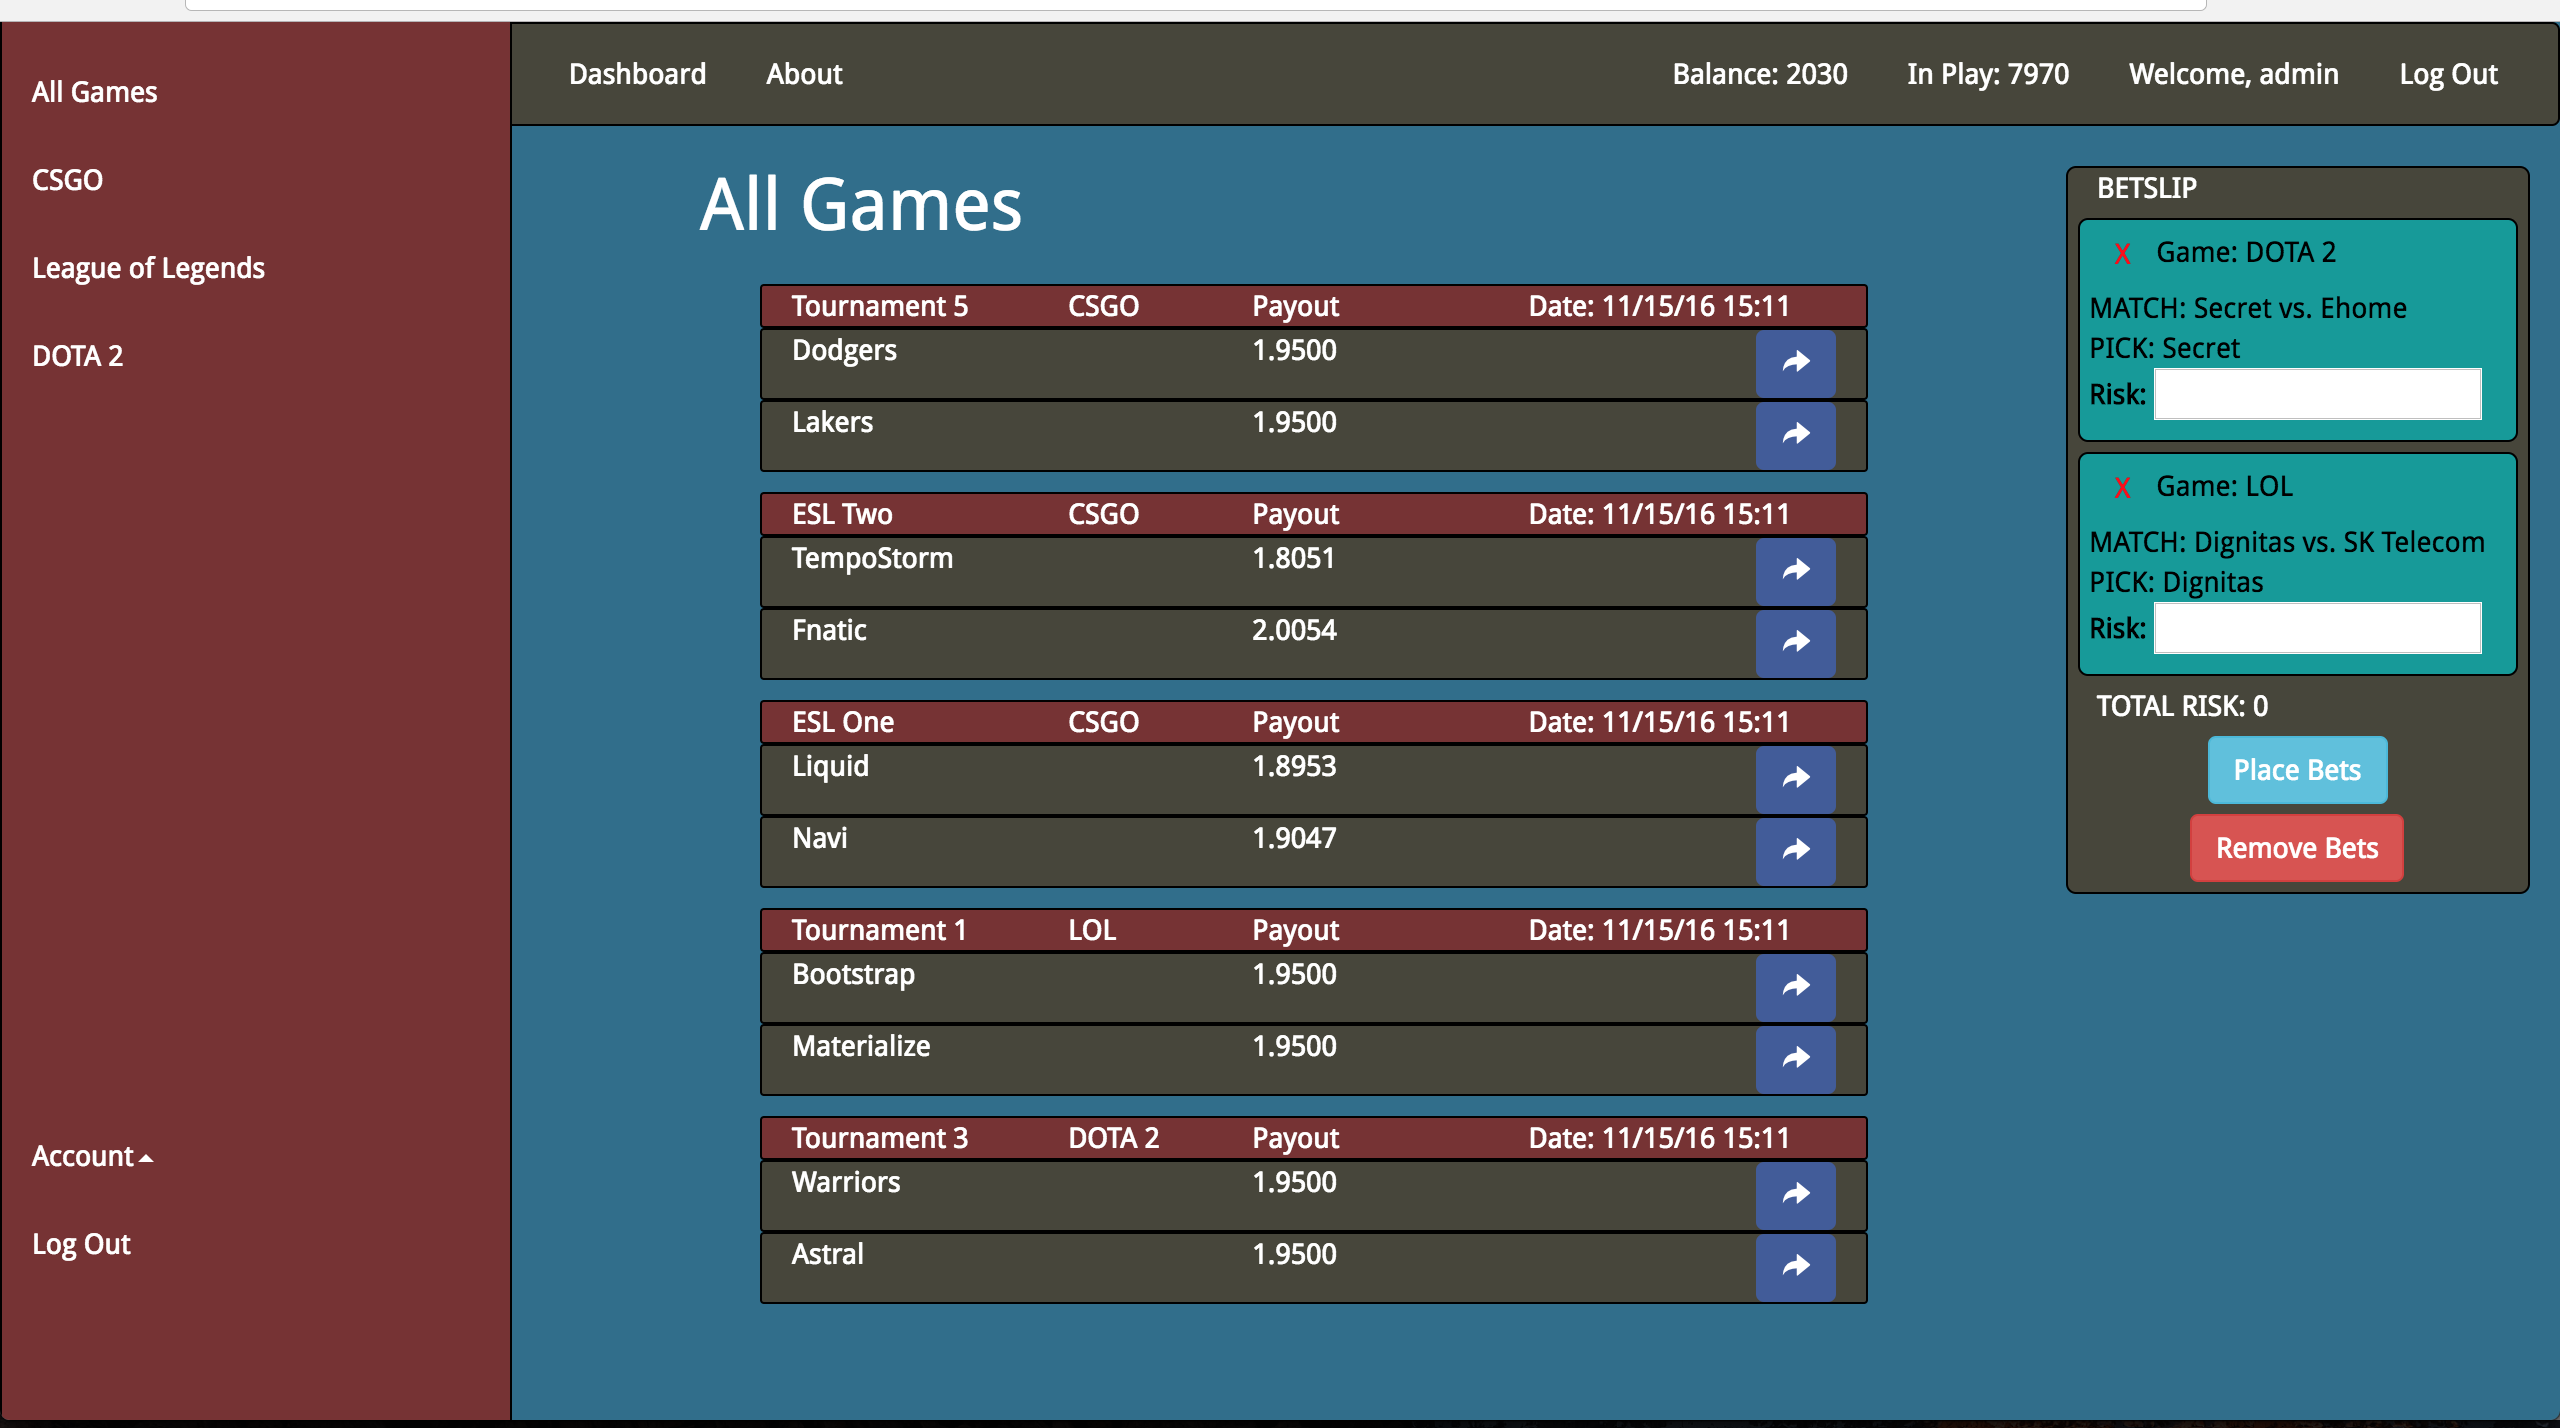 All Games
CSGO
League of Legends
DOTA 2
Account
Log Out
Dashboard About Balance: 2030 In Play: 7970 Welcome, admin Log Out
All Games
Tournament 5 CSGO Payout Date: 11/15/16 15:11
Dodgers 1.9500
Lakers 1.9500
ESL Two CSGO Payout Date: 11/15/16 15:11
TempoStorm 1.8051
Fnatic 2.0054
ESL One CSGO Payout Date: 11/15/16 15:11
Liquid 1.8953
Navi 1.9047
Tournament 1 LOL Payout Date: 11/15/16 15:11
Bootstrap 1.9500
Materialize 1.9500
Tournament 3 DOTA 2 Payout Date: 11/15/16 15:11
Warriors 1.9500
Astral 1.9500
BETSLIP
X Game: DOTA 2
MATCH: Secret vs. Ehome
PICK: Secret
Risk:
X Game: LOL
MATCH: Dignitas vs. SK Telecom
PICK: Dignitas
Risk:
TOTAL RISK: 0
Place Bets
Remove Bets